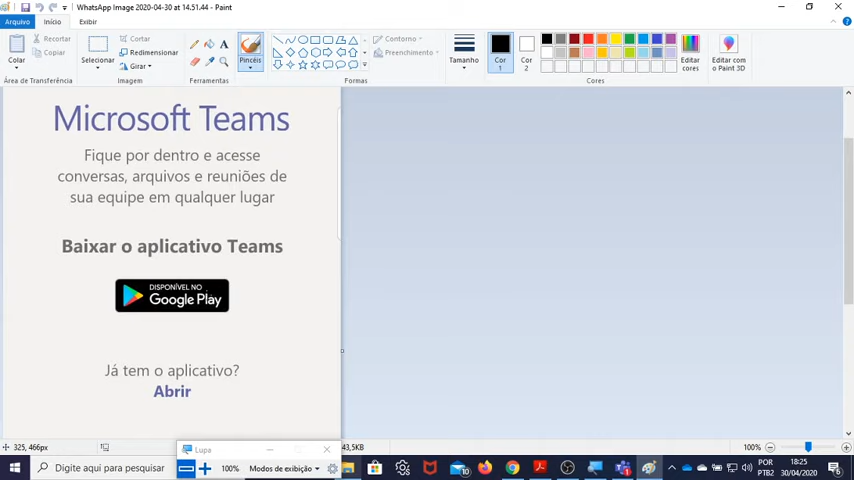 WhatsApp Image 2020-04-30 at 14.51.44 - Paint
Arquivo Início Exibir
Colar
Recortar
Copiar
Área de Transferência
Selecionar
Cortar
Redimensionar
Girar
Imagem
A
Ferramentas
Pincéis
Contorno
Preenchimento
Formas
Tamanho
Cor
1
Cor
2
Editar
cores
Cores
Editar com
o Paint 3D
Microsoft Teams
Fique por dentro e acesse
conversas, arquivos e reuniões de
sua equipe em qualquer lugar
Baixar o aplicativo Teams
DISPONÍVEL NO
Google Play
Já tem o aplicativo?
Abrir
325, 466px
43,5KB
100%
Lupa
100% Modos de exibição
Digite aqui para pesquisar
10
POR
PTB2
18:25
30/04/2020
6